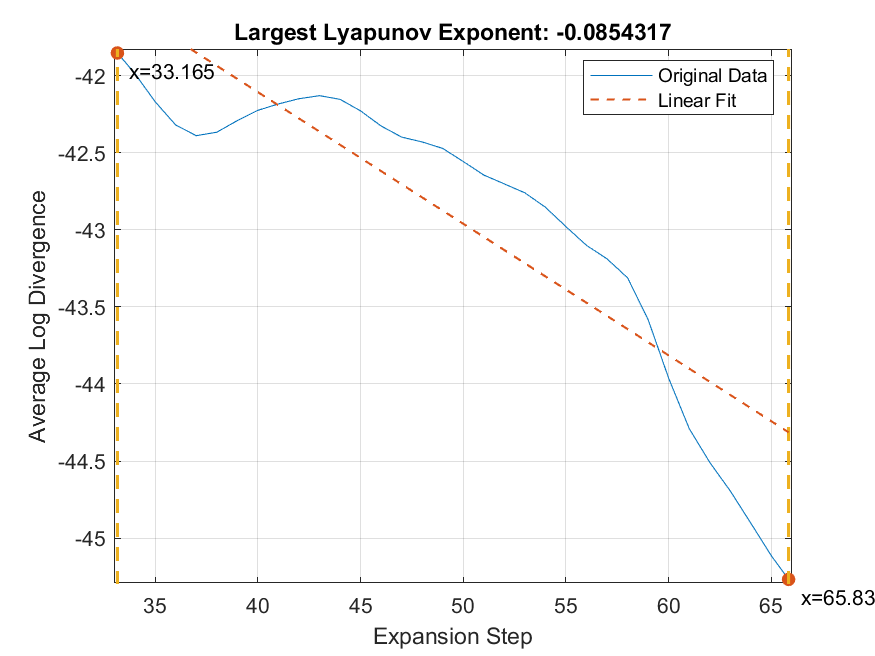 Largest Lyapunov Exponent: -0.0854317
x=33.165
Original Data
Linear Fit
-42
-42.5
-43
-43.5
-44
-44.5
-45
Average Log Divergence
35 40 45 50 55 60 65
x=65.83
Expansion Step